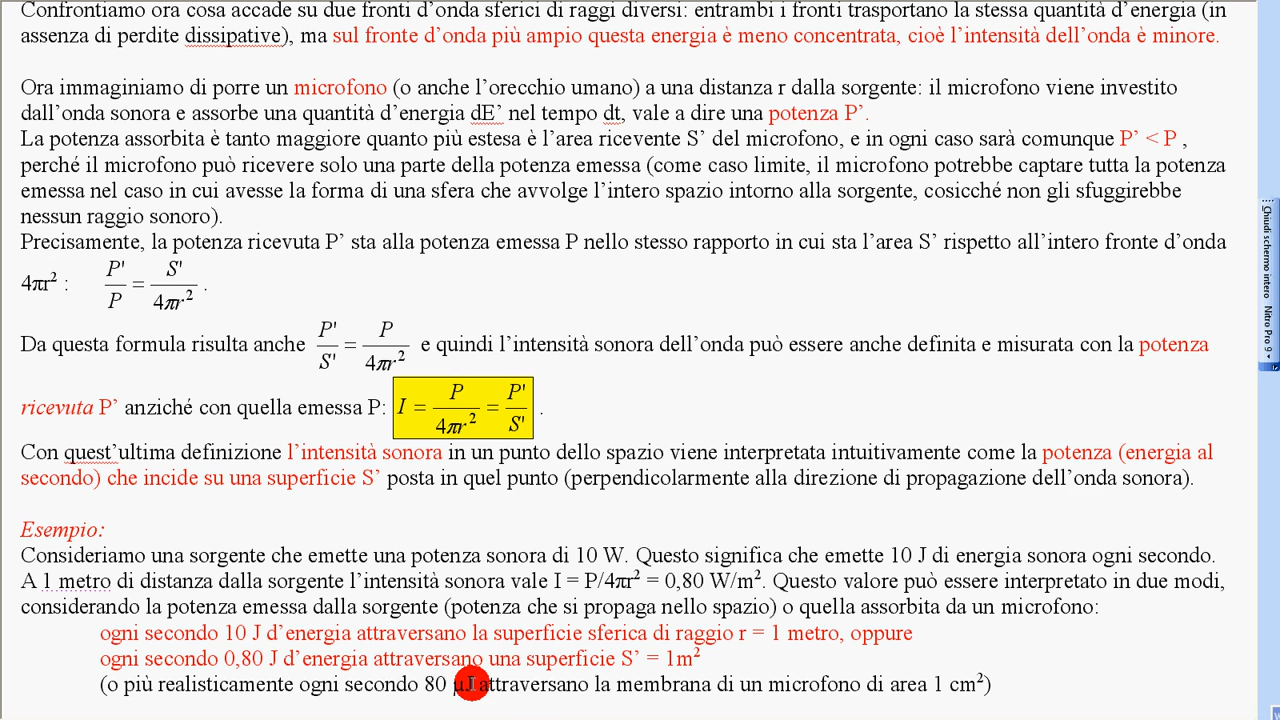 Confrontiamo ora cosa accade su due fronti d'onda sferici di raggi diversi: entrambi i fronti trasportano la stessa quantità d'energia (in
assenza di perdite dissipative), ma sul fronte d'onda più ampio questa energia è meno concentrata, cioè l'intensità dell'onda è minore.
Ora immaginiamo di porre un microfono (o anche l'orecchio umano) a una distanza r dalla sorgente: il microfono viene investito
dall'onda sonora e assorbe una quantità d'energia dE' nel tempo dt, vale a dire una potenza P'.
La potenza assorbita è tanto maggiore quanto più estesa è l'area ricevente S' del microfono, e in ogni caso sarà comunque P' < P ,
perché il microfono può ricevere solo una parte della potenza emessa (come caso limite, il microfono potrebbe captare tutta la potenza
emessa nel caso in cui avesse la forma di una sfera che avvolge l'intero spazio intorno alla sorgente, cosicché non gli sfuggirebbe
nessun raggio sonoro).
Precisamente, la potenza ricevuta P' sta alla potenza emessa P nello stesso rapporto in cui sta l'area S' rispetto all'intero fronte d'onda
4πr² : P'/P = S'/4πr² .
Da questa formula risulta anche P'/S' = P/4πr² e quindi l'intensità sonora dell'onda può essere anche definita e misurata con la potenza
ricevuta P' anziché con quella emessa P: I = P/4πr² = P'/S' .
Con quest'ultima definizione l'intensità sonora in un punto dello spazio viene interpretata intuitivamente come la potenza (energia al
secondo) che incide su una superficie S' posta in quel punto (perpendicolarmente alla direzione di propagazione dell'onda sonora).
Esempio:
Consideriamo una sorgente che emette una potenza sonora di 10 W. Questo significa che emette 10 J di energia sonora ogni secondo.
A 1 metro di distanza dalla sorgente l'intensità sonora vale I = P/4πr² = 0,80 W/m². Questo valore può essere interpretato in due modi,
considerando la potenza emessa dalla sorgente (potenza che si propaga nello spazio) o quella assorbita da un microfono:
ogni secondo 10 J d'energia attraversano la superficie sferica di raggio r = 1 metro, oppure
ogni secondo 0,80 J d'energia attraversano una superficie S' = 1m²
(o più realisticamente ogni secondo 80 µJ attraversano la membrana di un microfono di area 1 cm²)
Chiudi schermo intero Nitro Pro 9